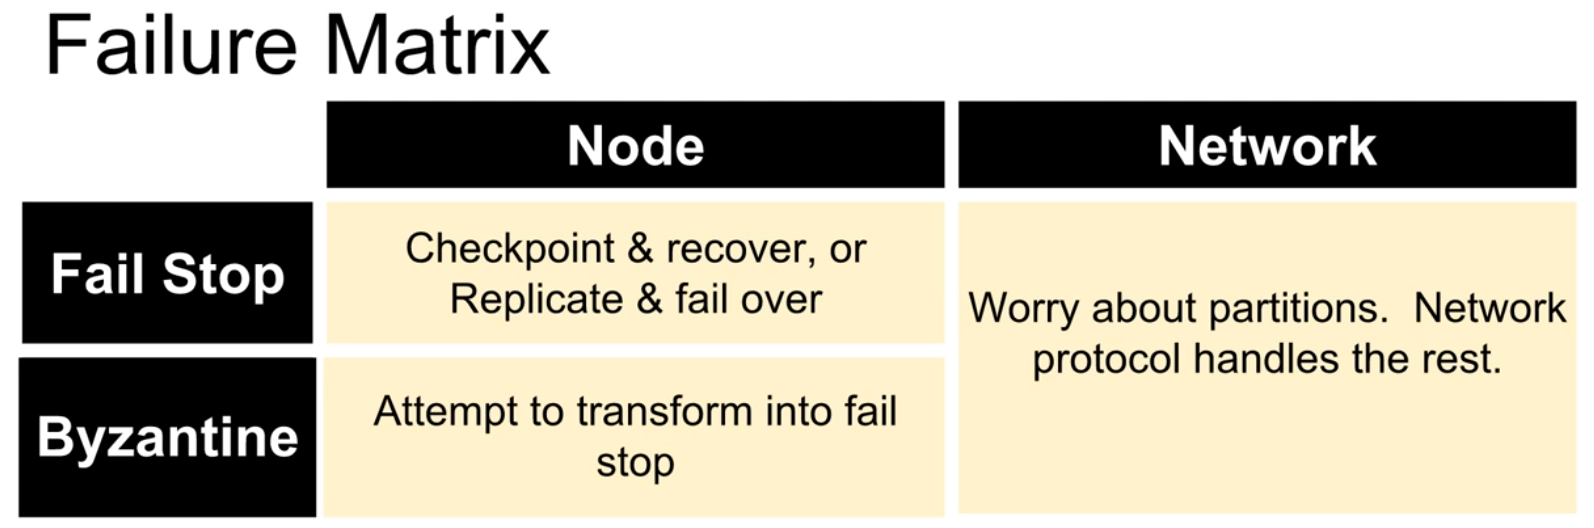 Failure Matrix
Node
Network
Fail Stop
Checkpoint & recover, or
Replicate & fail over
Worry about partitions.  Network
protocol handles the rest.
Byzantine
Attempt to transform into fail
stop